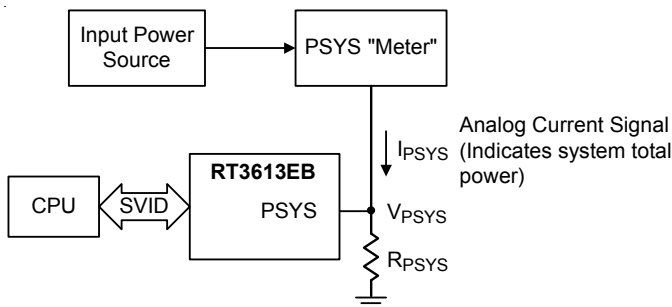 Input Power
Source
PSYS "Meter"
IPSYS
Analog Current Signal
(Indicates system total
power)
RT3613EB
CPU
SVID
PSYS
VPSYS
RPSYS